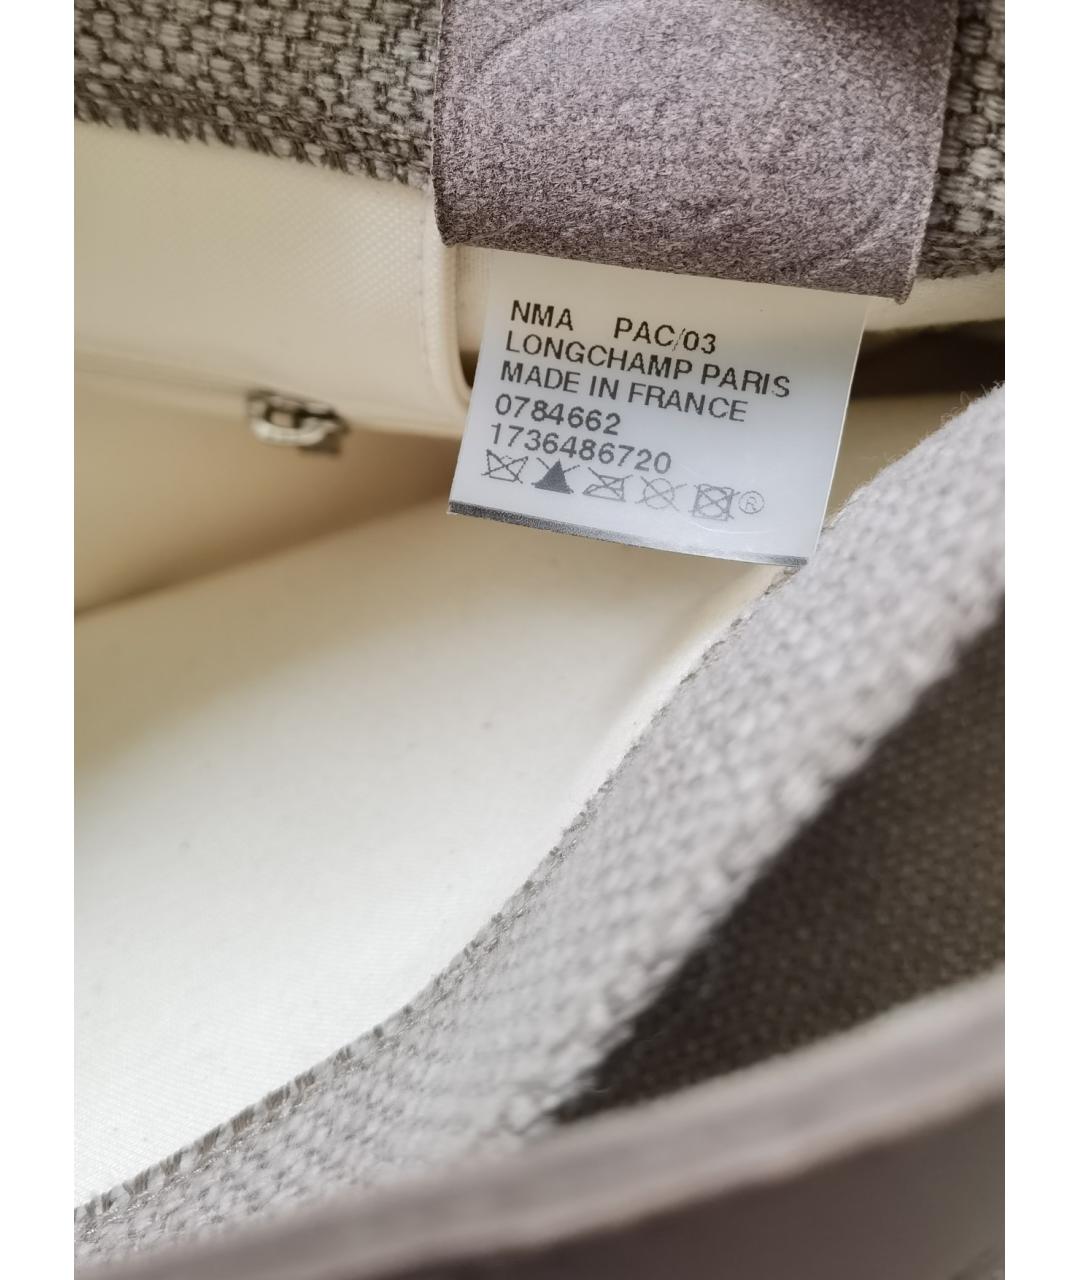 NMA PAC/03
LONGCHAMP PARIS
MADE IN FRANCE
0784662
1736486720
®